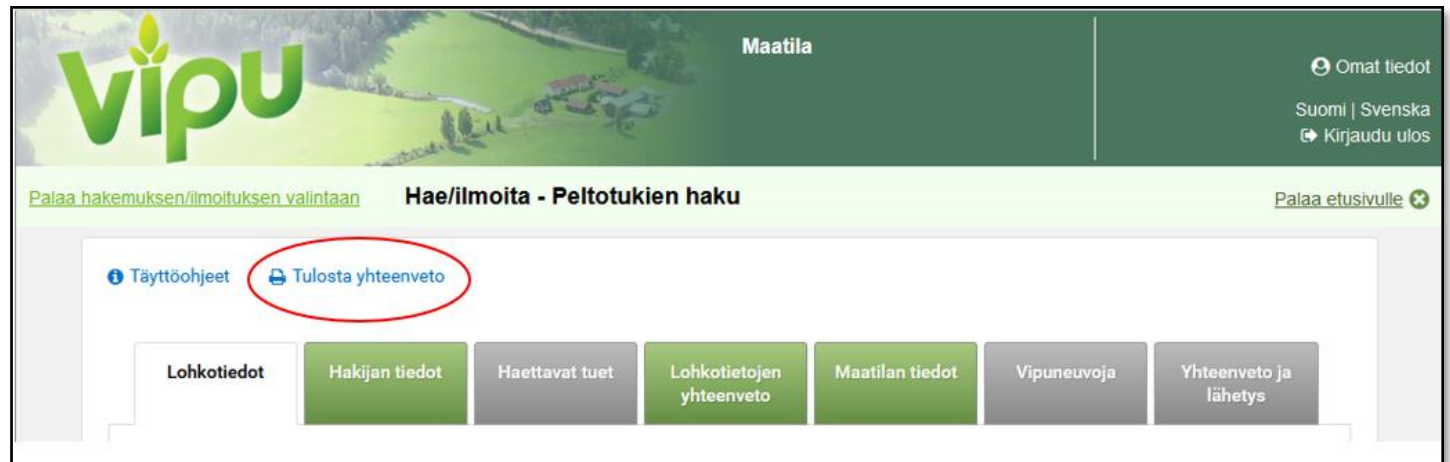 vipu
Maatila
Omat tiedot
Suomi | Svenska
Kirjaudu ulos
Palaa hakemuksen/ilmoituksen valintaan Hae/ilmoita - Peltotukien haku Palaa etusivulle
Täyttöohjeet Tulosta yhteenveto
Lohkotiedot Hakijan tiedot Haettavat tuet Lohkotietojen yhteenveto Maatilan tiedot Vipuneuvoja Yhteenveto ja lähetys